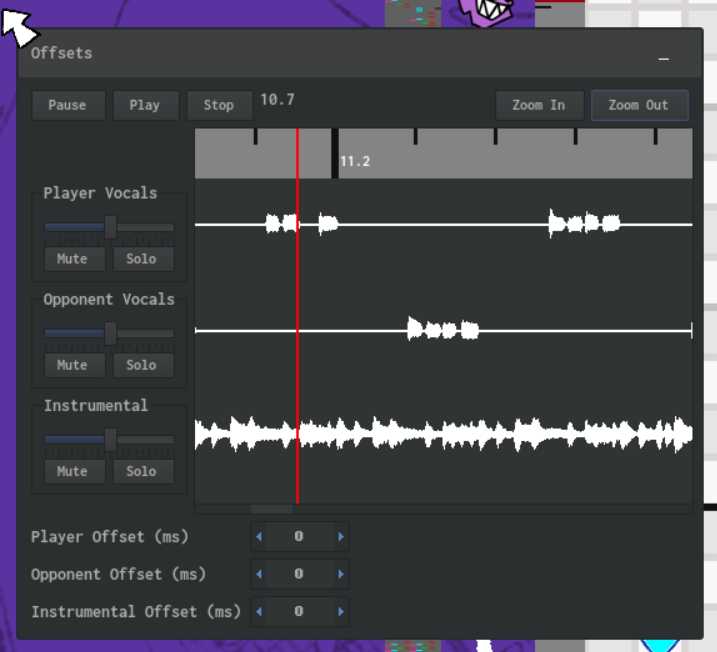 Offsets
Pause Play Stop 10.7 Zoom In Zoom Out
11.2
Player Vocals
Mute Solo
Opponent Vocals
Mute Solo
Instrumental
Mute Solo
Player Offset (ms) 0
Opponent Offset (ms) 0
Instrumental Offset (ms) 0